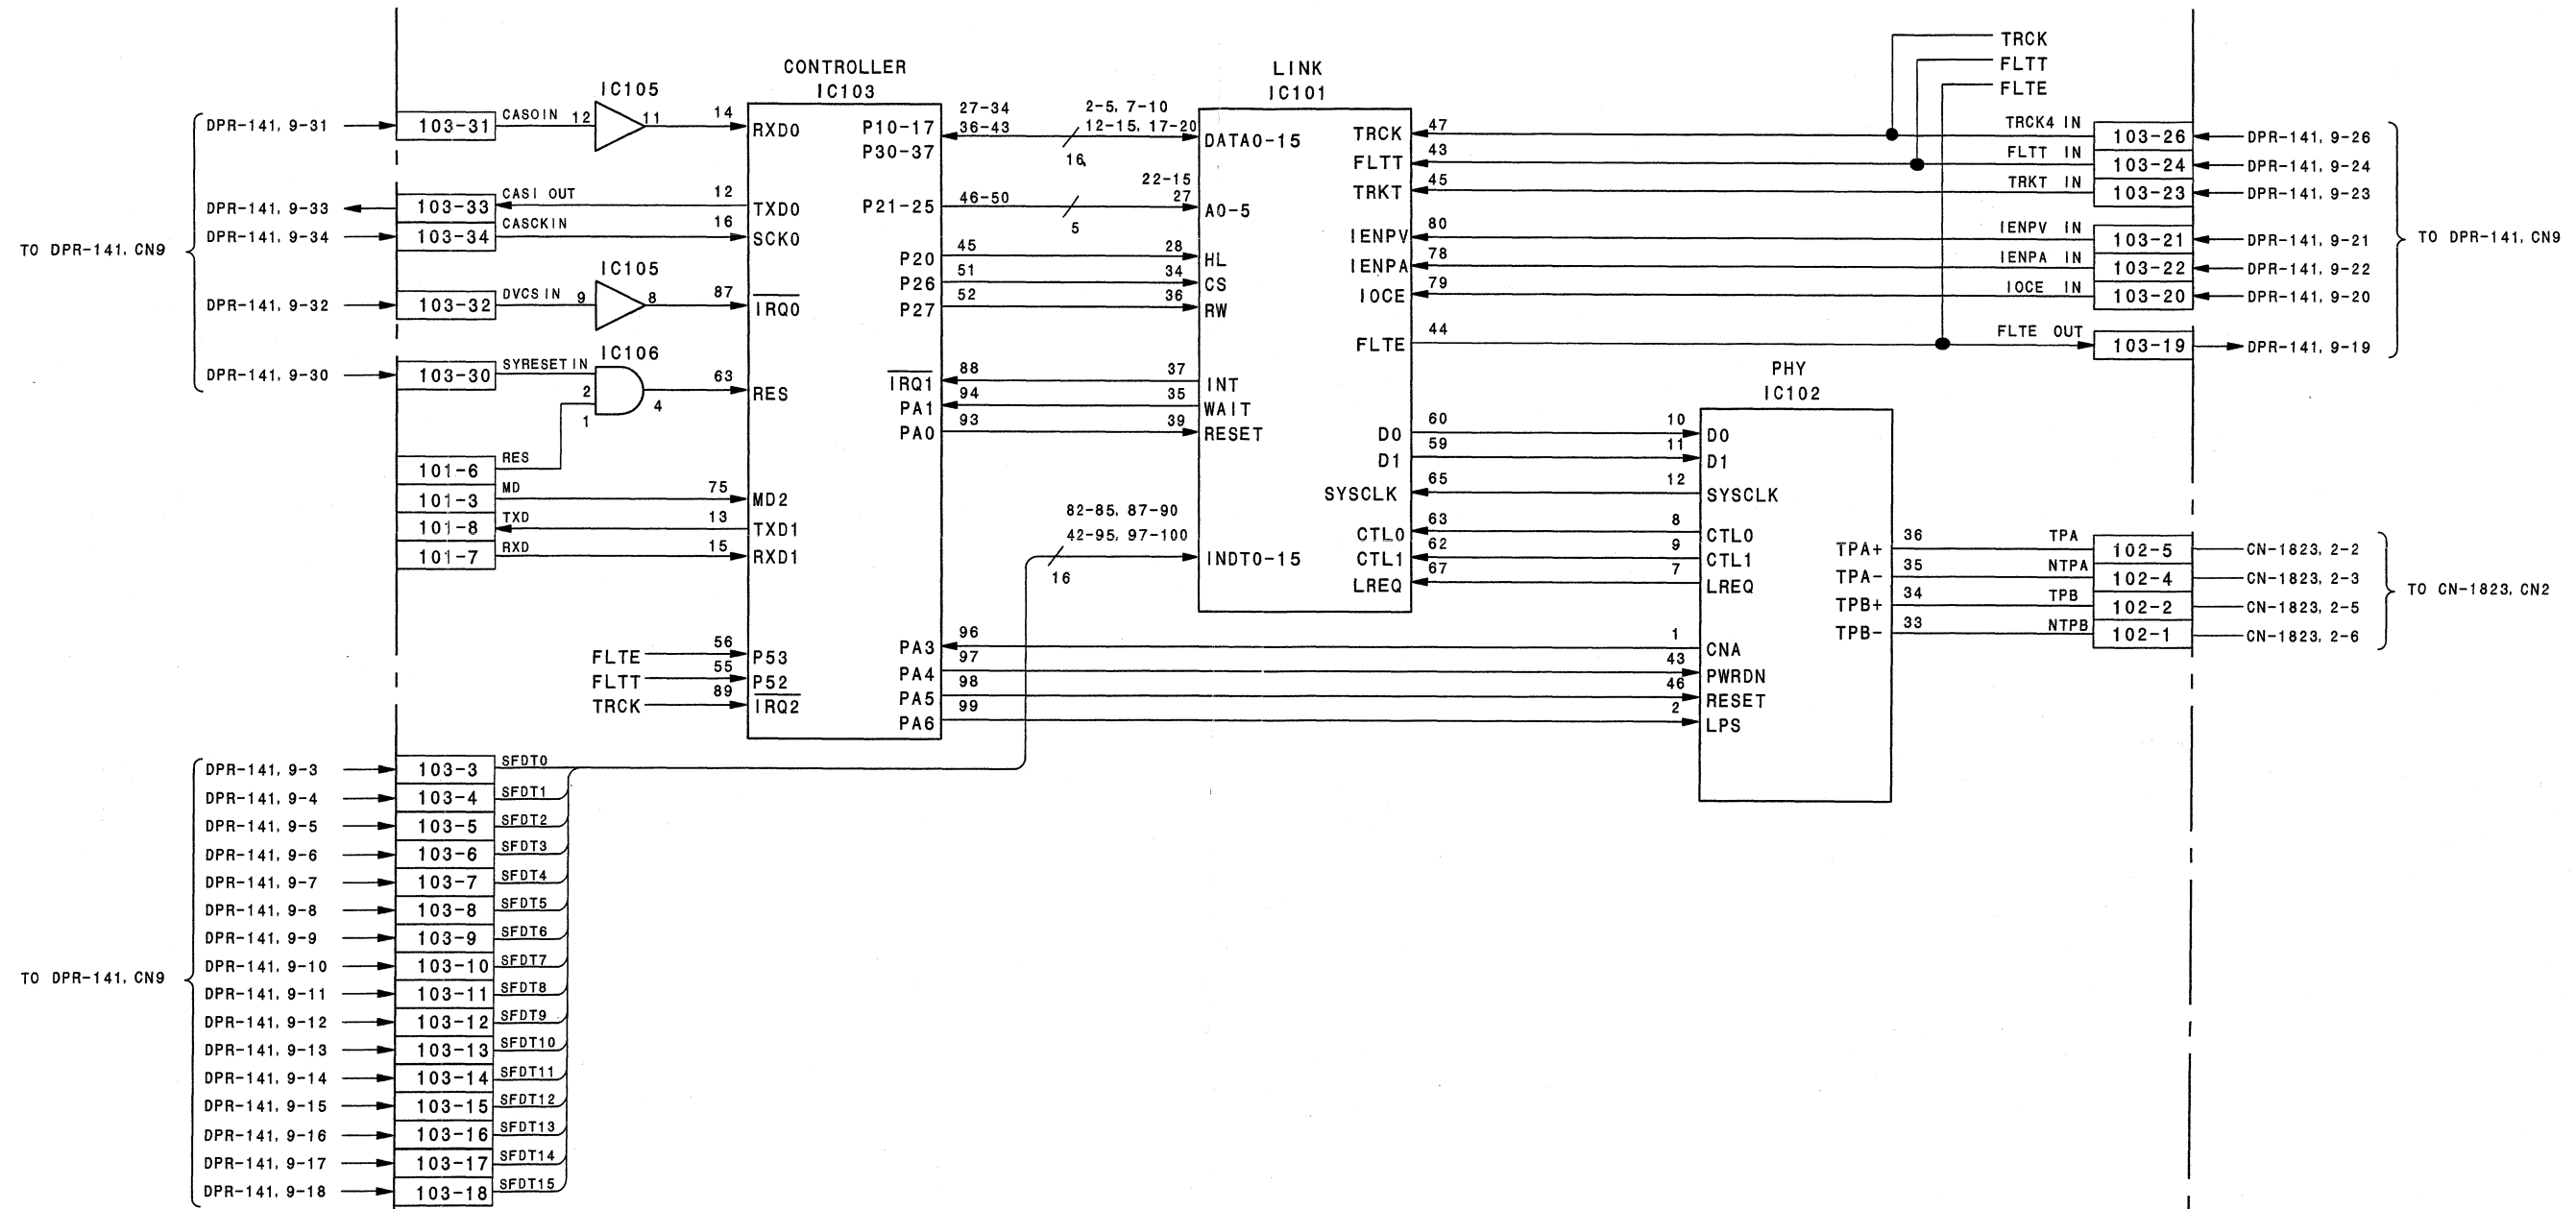 TRCK
FLTT
FLTE
CONTROLLER
IC103
LINK
IC101
IC105
DPR-141, 9-31
103-31
CASOIN
12
11
14
RXD0
P10-17
P30-37
27-34
36-43
2-5, 7-10
12-15, 17-20
16
DATA0-15
TRCK
47
TRCK4 IN
103-26
DPR-141, 9-26
FLTT
43
FLTT IN
103-24
DPR-141, 9-24
TRKT
45
TRKT IN
103-23
DPR-141, 9-23
DPR-141, 9-33
103-33
CASI OUT
12
TXD0
P21-25
46-50
5
22-15
27
A0-5
DPR-141, 9-34
103-34
CASCKIN
16
SCK0
TO DPR-141, CN9
IENPV
80
IENPV IN
103-21
DPR-141, 9-21
TO DPR-141, CN9
P20
45
28
HL
IENPA
78
IENPA IN
103-22
DPR-141, 9-22
IC105
P26
51
34
CS
IOCE
79
IOCE IN
103-20
DPR-141, 9-20
DPR-141, 9-32
103-32
DVCSIN
9
8
87
IRQ0
P27
52
36
RW
FLTE
44
FLTE OUT
103-19
DPR-141, 9-19
IC106
DPR-141, 9-30
103-30
SYRESETIN
2
1
4
63
RES
IRQ1
88
37
INT
PA1
94
35
WAIT
PA0
93
39
RESET
PHY
IC102
D0
60
10
D0
D1
59
11
D1
101-6
RES
101-3
MD
75
MD2
SYSCLK
65
12
SYSCLK
101-8
TXD
13
TXD1
82-85, 87-90
42-95, 97-100
16
INDT0-15
CTL0
63
8
CTL0
101-7
RXD
15
RXD1
CTL1
62
9
CTL1
LREQ
67
7
LREQ
TPA+
36
TPA
102-5
CN-1823, 2-2
TPA-
35
NTPA
102-4
CN-1823, 2-3
TO CN-1823, CN2
TPB+
34
TPB
102-2
CN-1823, 2-5
TPB-
33
NTPB
102-1
CN-1823, 2-6
FLTE
56
P53
PA3
96
1
CNA
FLTT
55
P52
PA4
97
43
PWRDN
TRCK
89
IRQ2
PA5
98
46
RESET
PA6
99
2
LPS
DPR-141, 9-3
103-3
SFDT0
DPR-141, 9-4
103-4
SFDT1
DPR-141, 9-5
103-5
SFDT2
DPR-141, 9-6
103-6
SFDT3
DPR-141, 9-7
103-7
SFDT4
DPR-141, 9-8
103-8
SFDT5
DPR-141, 9-9
103-9
SFDT6
TO DPR-141, CN9
DPR-141, 9-10
103-10
SFDT7
DPR-141, 9-11
103-11
SFDT8
DPR-141, 9-12
103-12
SFDT9
DPR-141, 9-13
103-13
SFDT10
DPR-141, 9-14
103-14
SFDT11
DPR-141, 9-15
103-15
SFDT12
DPR-141, 9-16
103-16
SFDT13
DPR-141, 9-17
103-17
SFDT14
DPR-141, 9-18
103-18
SFDT15